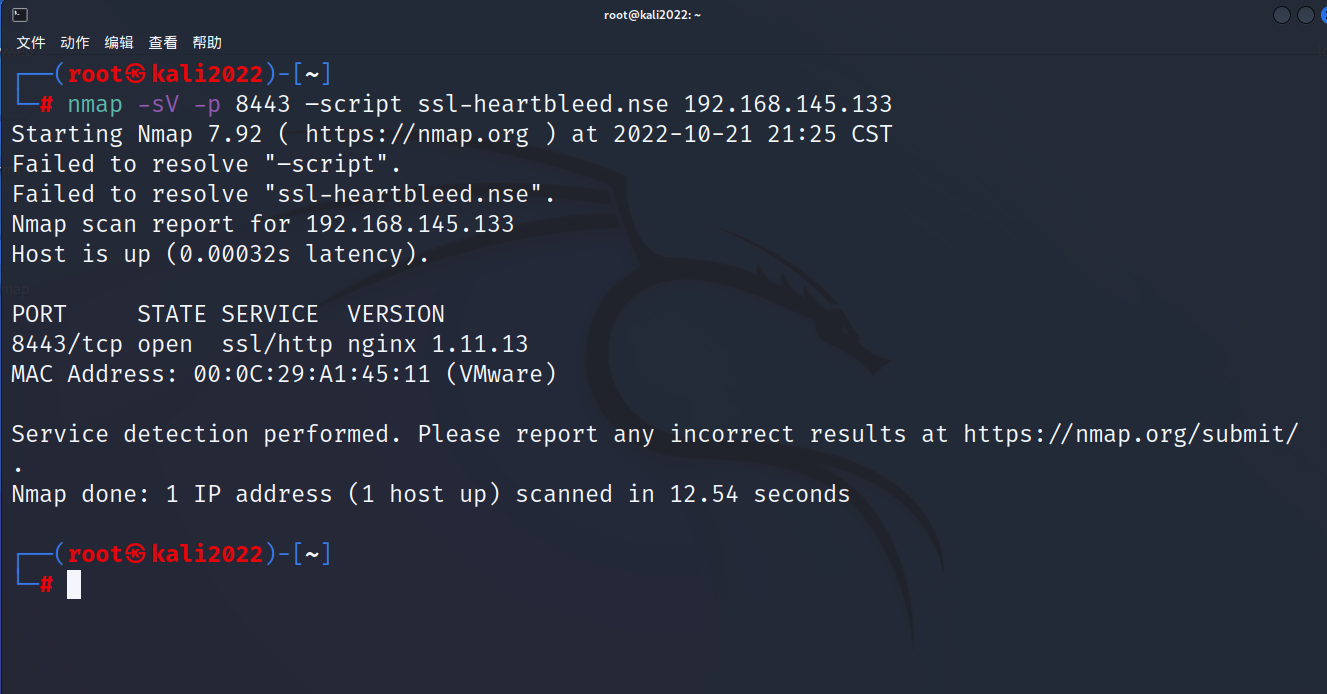 root@kali2022: ~
文件 动作 编辑 查看 帮助
┌──(root㉿kali2022)-[~]
└─# nmap -sV -p 8443 –script ssl-heartbleed.nse 192.168.145.133
Starting Nmap 7.92 ( https://nmap.org ) at 2022-10-21 21:25 CST
Failed to resolve "–script".
Failed to resolve "ssl-heartbleed.nse".
Nmap scan report for 192.168.145.133
Host is up (0.00032s latency).
PORT     STATE SERVICE  VERSION
8443/tcp open  ssl/http nginx 1.11.13
MAC Address: 00:0C:29:A1:45:11 (VMware)
Service detection performed. Please report any incorrect results at https://nmap.org/submit/
.
Nmap done: 1 IP address (1 host up) scanned in 12.54 seconds
┌──(root㉿kali2022)-[~]
└─#